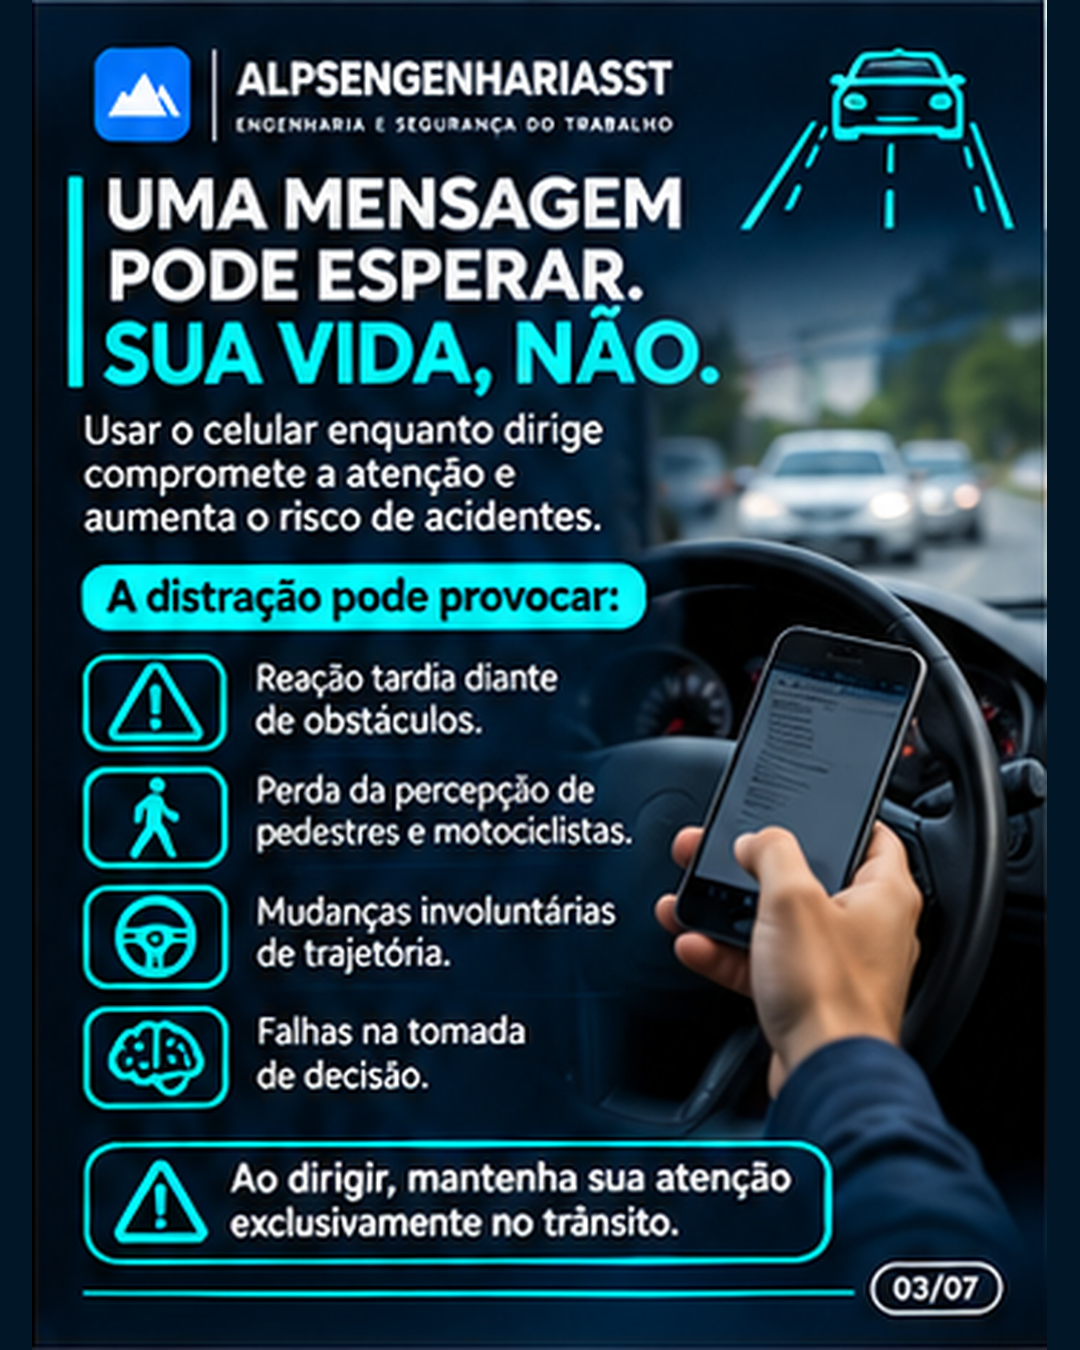 ALPSENGENHARIASST
ENGENHARIA E SEGURANÇA DO TRABALHO
UMA MENSAGEM
PODE ESPERAR.
SUA VIDA, NÃO.
Usar o celular enquanto dirige
compromete a atenção e
aumenta o risco de acidentes.
A distração pode provocar:
Reação tardia diante
de obstáculos.
Perda da percepção de
pedestres e motociclistas.
Mudanças involuntárias
de trajetória.
Falhas na tomada
de decisão.
Ao dirigir, mantenha sua atenção
exclusivamente no trânsito.
03/07